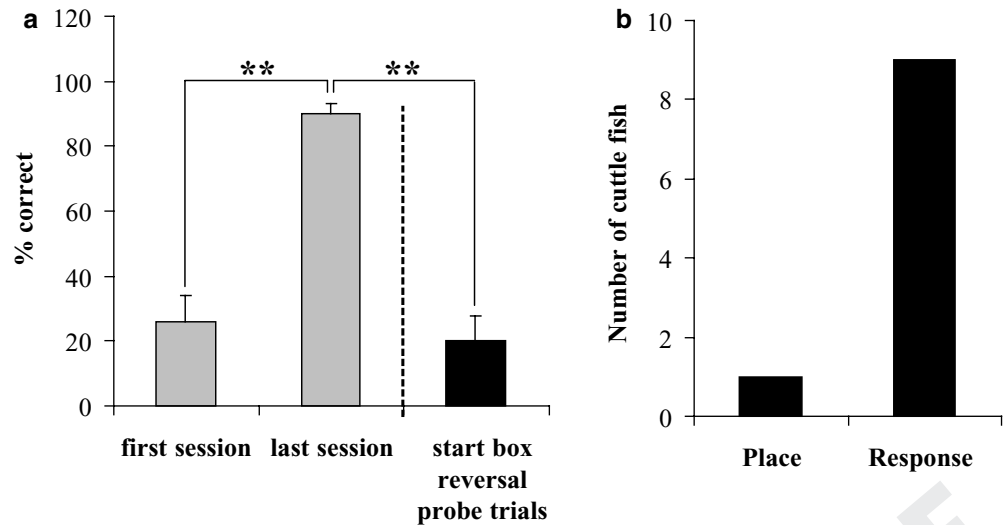 a
120
100
80
60
40
20
0
% correct
** **
first session last session start box
reversal
probe trials
b
10
8
6
4
2
0
Number of cuttle fish
Place Response